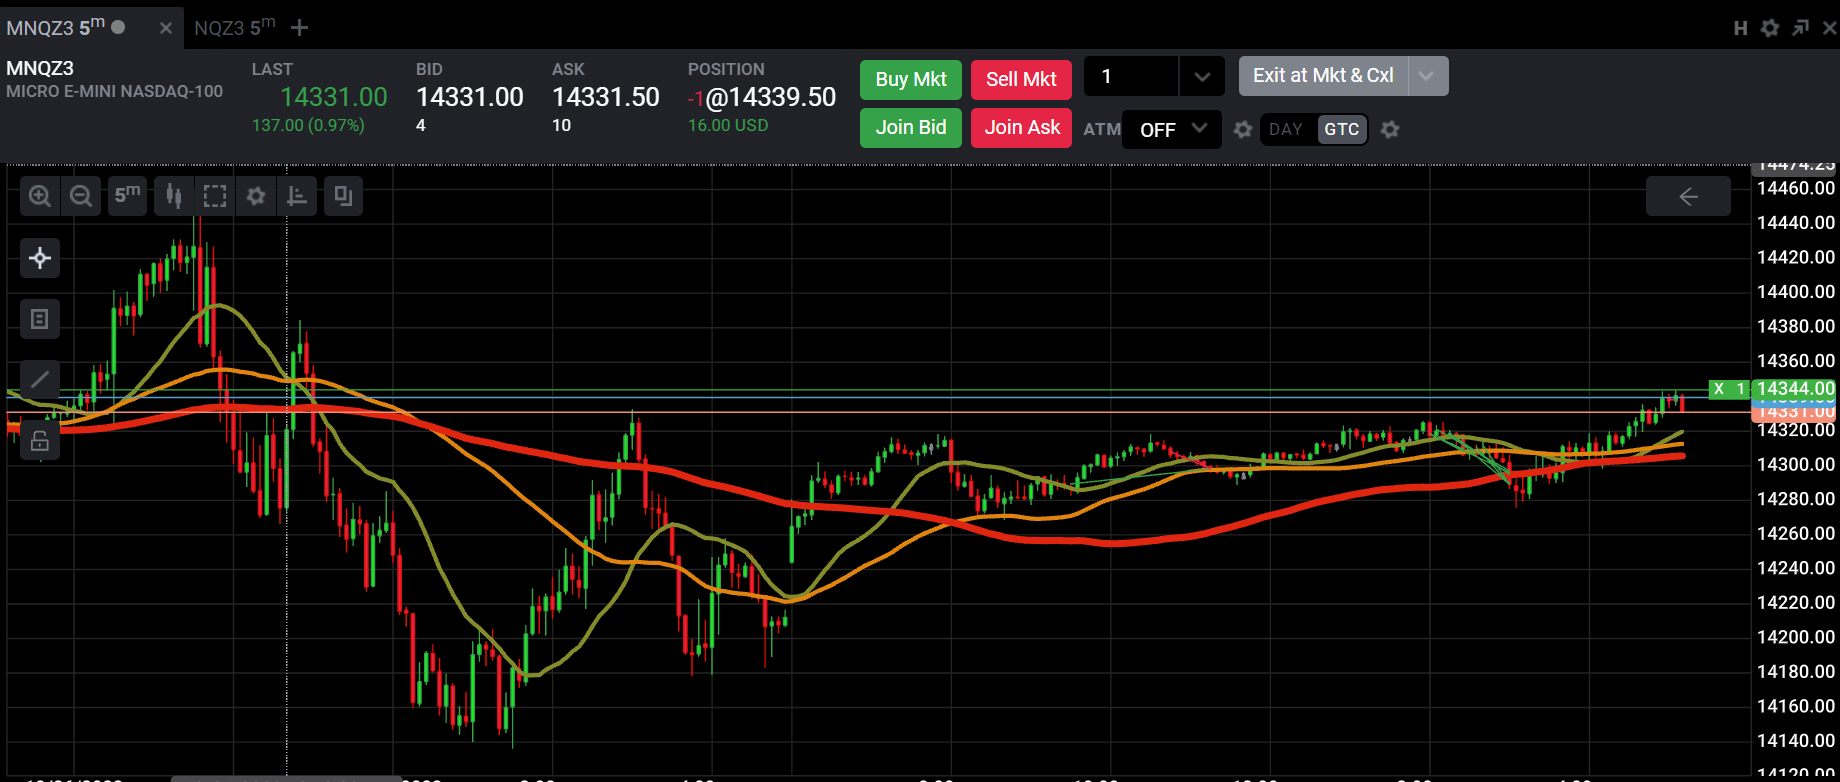 MNQZ3 5m
NQZ3 5m
H
MNQZ3
MICRO E-MINI NASDAQ-100
LAST
14331.00
137.00 (0.97%)
BID
14331.00
4
ASK
14331.50
10
POSITION
-1@14339.50
16.00 USD
Buy Mkt
Sell Mkt
1
Exit at Mkt & Cxl
Join Bid
Join Ask
ATM
OFF
DAY
GTC
5m
14474.25
14460.00
14440.00
14420.00
14400.00
14380.00
14360.00
X 1 14344.00
14331.00
14320.00
14300.00
14280.00
14260.00
14240.00
14220.00
14200.00
14180.00
14160.00
14140.00
14120.00